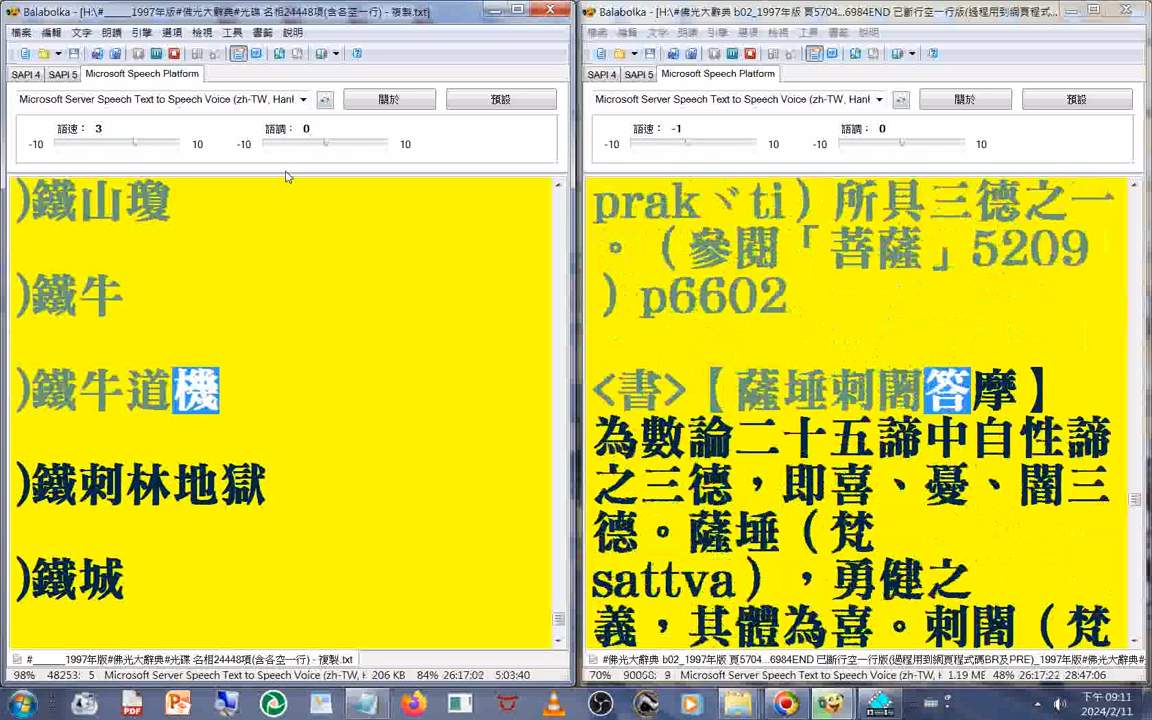 Balabolka - [H:\#_____1997年版#佛光大辭典#光碟 名相24448項(含各空一行) - 複製.txt]
檔案 編輯 文字 朗讀 引擎 選項 檢視 工具 書籤 說明
SAPI 4 SAPI 5 Microsoft Speech Platform
Microsoft Server Speech Text to Speech Voice (zh-TW, Hanl
關於 預設
語速： 3 語調： 0
-10 10 -10 10
)鐵山瓊
)鐵牛
)鐵牛道機
)鐵刺林地獄
)鐵城
#_____1997年版#佛光大辭典#光碟 名相24448項(含各空一行) - 複製.txt
98% 48253: 5 Microsoft Server Speech Text to Speech Voice 206 KB 84% 26:17:02 5:03:40
Balabolka - [H:\#佛光大辭典 b02_1997年版 頁5704...6984END 已斷行空一行版(過程用到網頁程式...
檔案 編輯 文字 朗讀 引擎 選項 檢視 工具 書籤 說明
SAPI 4 SAPI 5 Microsoft Speech Platform
Microsoft Server Speech Text to Speech Voice (zh-TW, Hanl
關於 預設
語速： -1 語調： 0
-10 10 -10 10
prakヾti）所具三德之一
。（參閱「菩薩」5209
）p6602
<書>【薩埵刺闍答摩】
為數論二十五諦中自性諦
之三德，即喜、憂、闇三
德。薩埵（梵
sattva），勇健之
義，其體為喜。刺闍（梵
#佛光大辭典 b02_1997年版 頁5704...6984END 已斷行空一行版(過程用到網頁程式碼BR及PRE)_1997年版#
70% 90058: 9 Microsoft Server Speech Text to Speech Voice 1.19 ME 48% 26:17:22 28:47:06
下午 09:11
2024/2/11